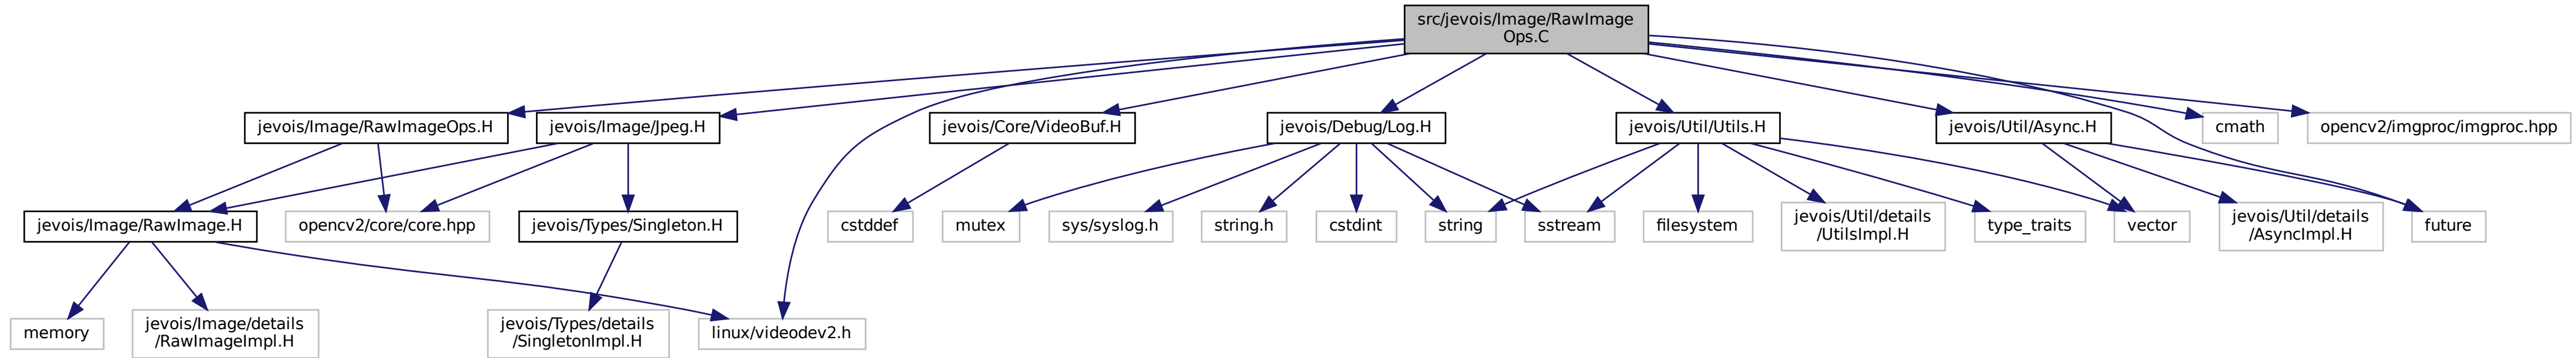 src/jevois/Image/RawImage
Ops.C
jevois/Image/RawImageOps.H
jevois/Image/Jpeg.H
jevois/Core/VideoBuf.H
jevois/Debug/Log.H
jevois/Util/Utils.H
jevois/Util/Async.H
cmath
opencv2/imgproc/imgproc.hpp
jevois/Image/RawImage.H
opencv2/core/core.hpp
jevois/Types/Singleton.H
cstddef
mutex
sys/syslog.h
string.h
cstdint
string
sstream
filesystem
jevois/Util/details
/UtilsImpl.H
type_traits
vector
jevois/Util/details
/AsyncImpl.H
future
memory
jevois/Image/details
/RawImageImpl.H
jevois/Types/details
/SingletonImpl.H
linux/videodev2.h